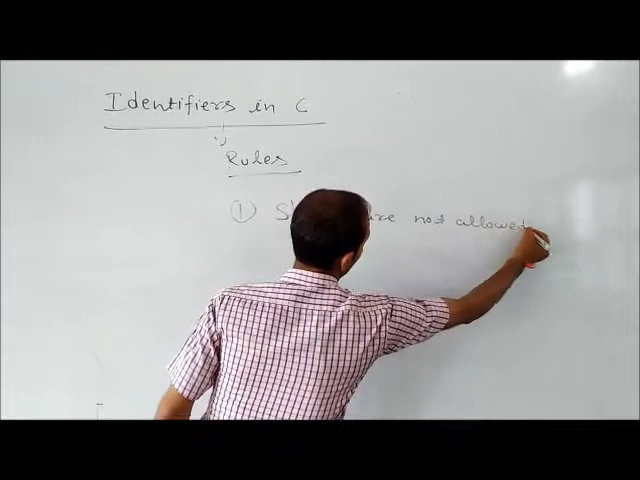 Identifiers in C
Rules
① are not allowed